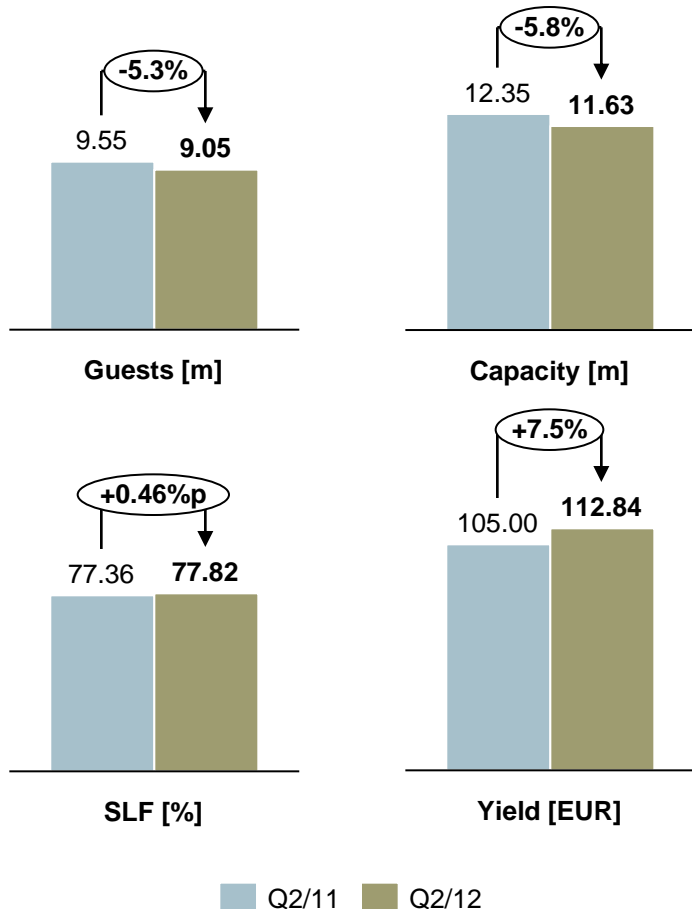 -5.3%
9.55
9.05
Guests [m]
-5.8%
12.35
11.63
Capacity [m]
+0.46%p
77.36
77.82
SLF [%]
+7.5%
105.00
112.84
Yield [EUR]
Q2/11
Q2/12